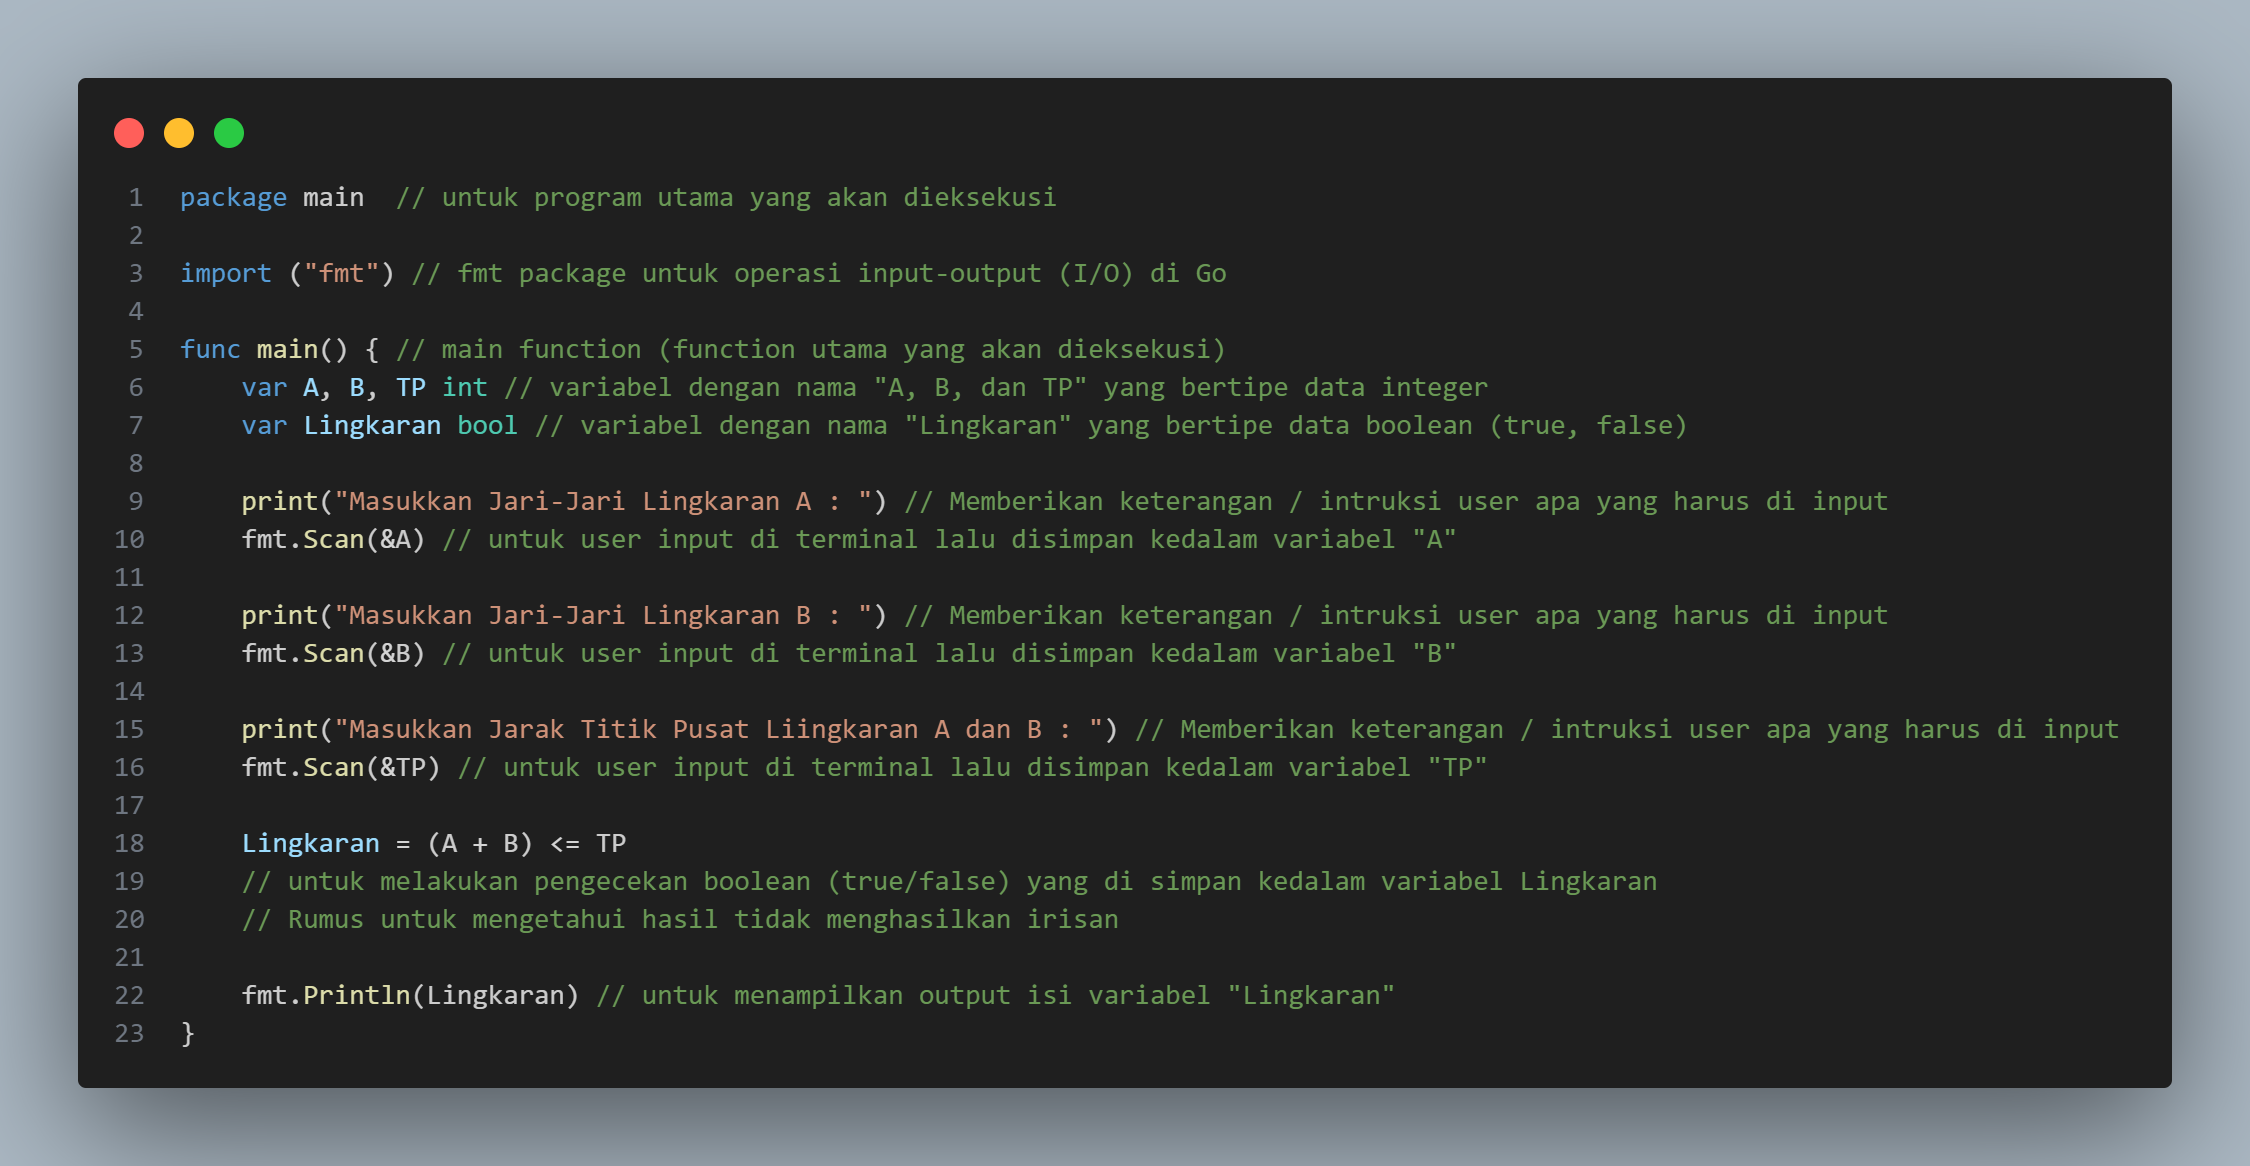 1 package main  // untuk program utama yang akan dieksekusi
2
3 import ("fmt") // fmt package untuk operasi input-output (I/O) di Go
4
5 func main() { // main function (function utama yang akan dieksekusi)
6     var A, B, TP int // variabel dengan nama "A, B, dan TP" yang bertipe data integer
7     var Lingkaran bool // variabel dengan nama "Lingkaran" yang bertipe data boolean (true, false)
8
9     print("Masukkan Jari-Jari Lingkaran A : ") // Memberikan keterangan / intruksi user apa yang harus di input
10     fmt.Scan(&A) // untuk user input di terminal lalu disimpan kedalam variabel "A"
11
12     print("Masukkan Jari-Jari Lingkaran B : ") // Memberikan keterangan / intruksi user apa yang harus di input
13     fmt.Scan(&B) // untuk user input di terminal lalu disimpan kedalam variabel "B"
14
15     print("Masukkan Jarak Titik Pusat Liingkaran A dan B : ") // Memberikan keterangan / intruksi user apa yang harus di input
16     fmt.Scan(&TP) // untuk user input di terminal lalu disimpan kedalam variabel "TP"
17
18     Lingkaran = (A + B) <= TP
19     // untuk melakukan pengecekan boolean (true/false) yang di simpan kedalam variabel Lingkaran
20     // Rumus untuk mengetahui hasil tidak menghasilkan irisan
21
22     fmt.Println(Lingkaran) // untuk menampilkan output isi variabel "Lingkaran"
23 }